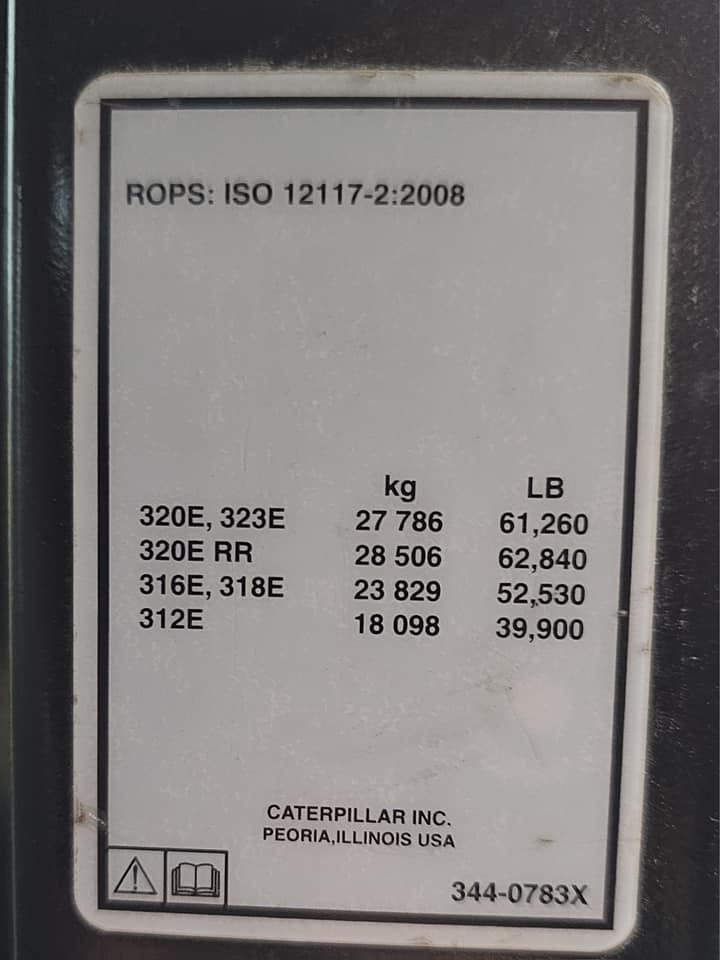 ROPS: ISO 12117-2:2008
kg LB
320E, 323E 27 786 61,260
320E RR 28 506 62,840
316E, 318E 23 829 52,530
312E 18 098 39,900
CATERPILLAR INC.
PEORIA,ILLINOIS USA
344-0783X